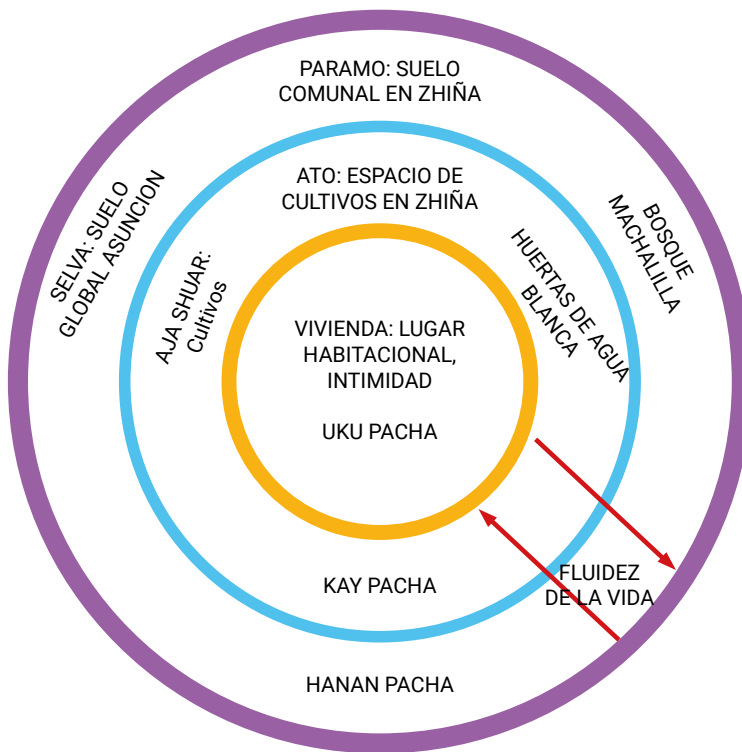 PARAMO: SUELO
COMUNAL EN ZHIÑA
SELVA: SUELO
GLOBAL ASUNCION
BOSQUE
MACHALILLA
ATO: ESPACIO DE
CULTIVOS EN ZHIÑA
AJA SHUAR:
Cultivos
HUERTAS DE AGUA
BLANCA
VIVIENDA: LUGAR
HABITACIONAL,
INTIMIDAD
UKU PACHA
KAY PACHA
FLUIDEZ
DE LA VIDA
HANAN PACHA